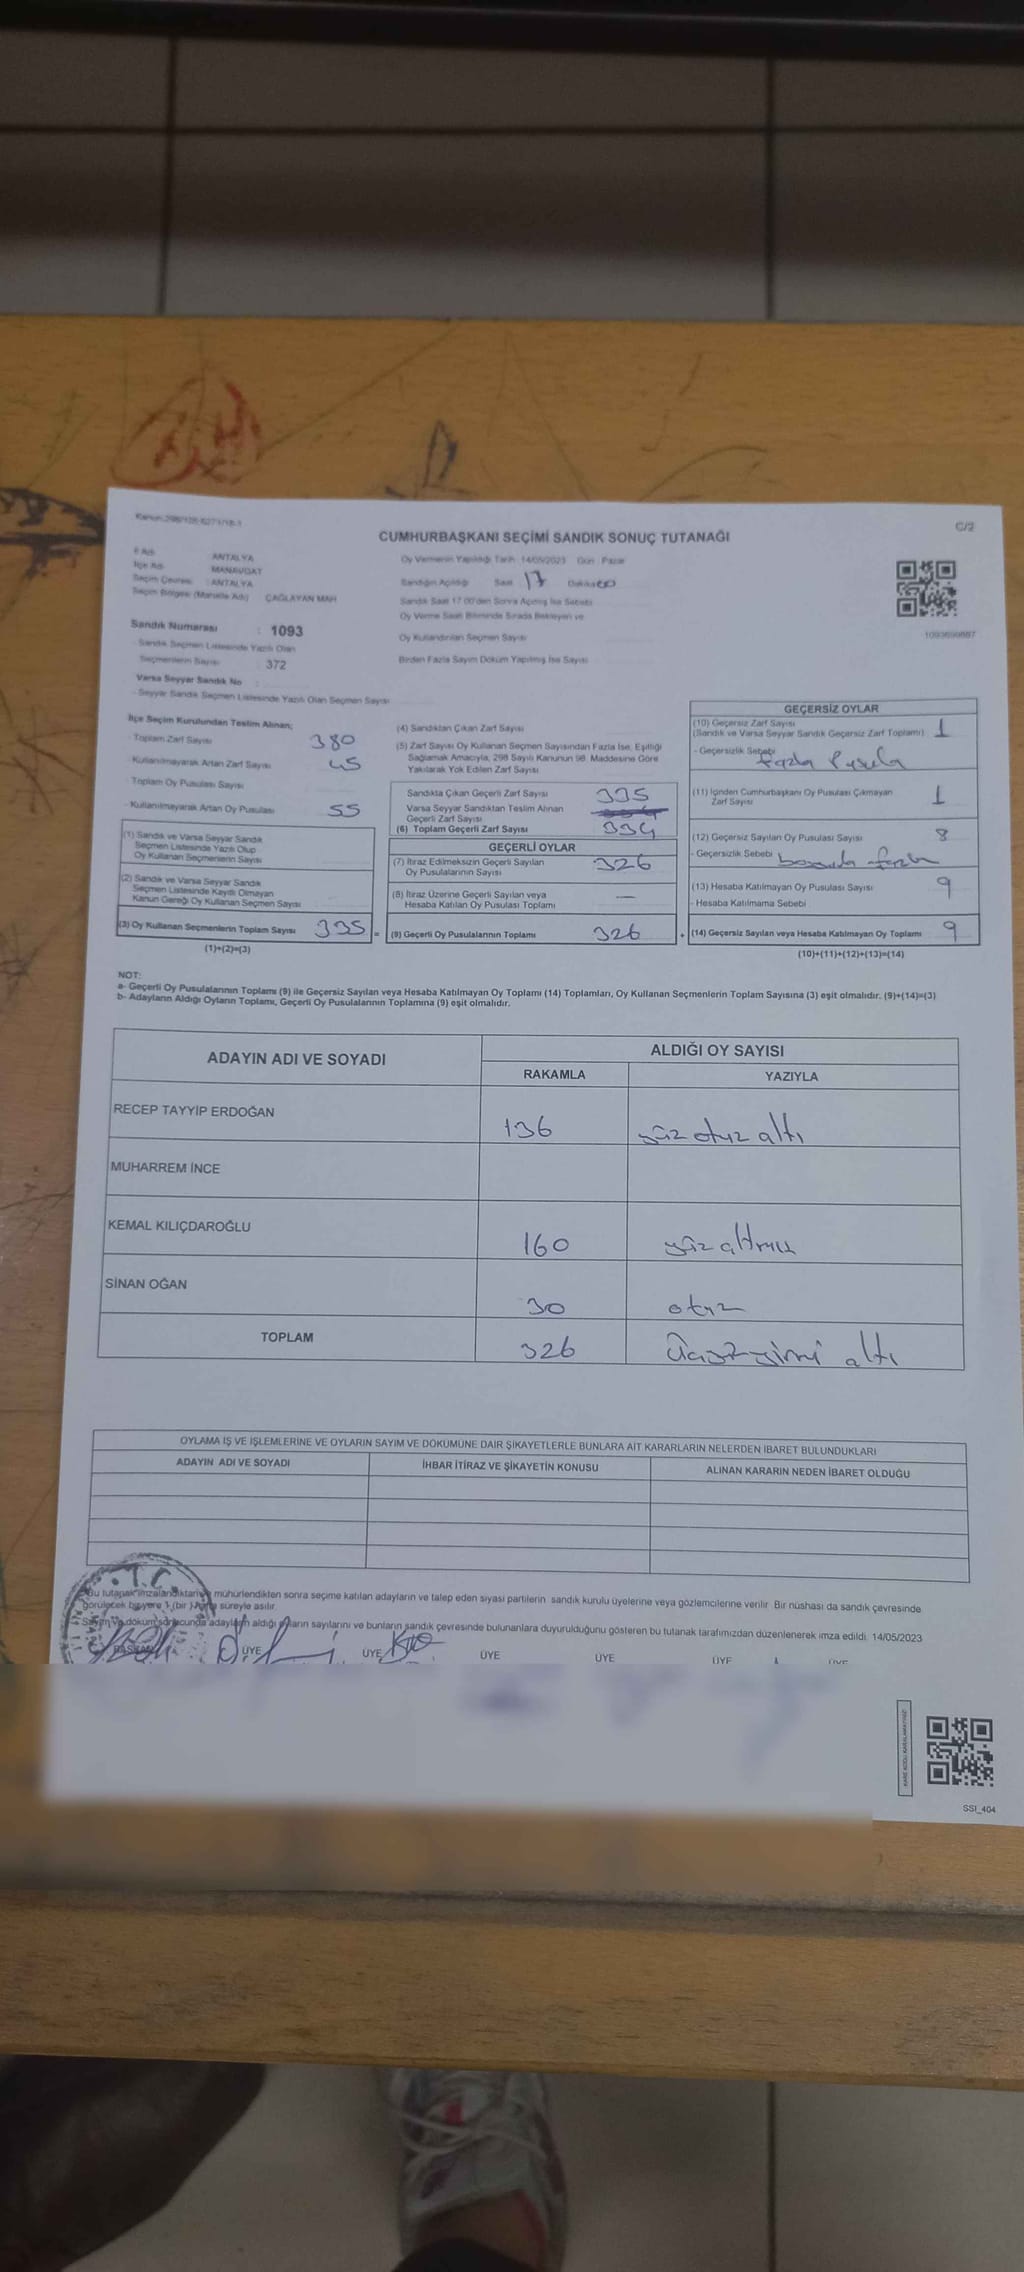 Kanun:298/105-6271/18-1
C/2
CUMHURBAŞKANI SEÇİMİ SANDIK SONUÇ TUTANAĞI
İl Adı ANTALYA
İlçe Adı MANAVGAT
Seçim Çevresi : ANTALYA
Seçim Bölgesi (Mahalle Adı) ÇAĞLAYAN MAH
Sandık Numarası : 1093
- Sandık Seçmen Listesinde Yazılı Olan
Seçmenlerin Sayısı : 372
Varsa Seyyar Sandık No
- Seyyar Sandık Seçmen Listesinde Yazılı Olan Seçmen Sayısı
Oy Vermenin Yapıldığı Tarih 14/05/2023 Gün : Pazar
Sandığın Açıldığı Saat 17 Dakika 00
Sandık Saat 17.00'den Sonra Açılmış İse Sebebi
Oy Verme Saati Bitiminde Sırada Bekleyen ve
Oy Kullandırılan Seçmen Sayısı
Birden Fazla Sayım Döküm Yapılmış İse Sayısı
1093699887
İlçe Seçim Kurulundan Teslim Alınan;
- Toplam Zarf Sayısı 380
- Kullanılmayarak Artan Zarf Sayısı 45
- Toplam Oy Pusulası Sayısı
- Kullanılmayarak Artan Oy Pusulası 55
(1) Sandık ve Varsa Seyyar Sandık
Seçmen Listesinde Yazılı Olup
Oy Kullanan Seçmenlerin Sayısı
(2) Sandık ve Varsa Seyyar Sandık
Seçmen Listesinde Kayıtlı Olmayan
Kanun Gereği Oy Kullanan Seçmen Sayısı
(3) Oy Kullanan Seçmenlerin Toplam Sayısı 335 =
(1)+(2)=(3)
(4) Sandıktan Çıkan Zarf Sayısı
(5) Zarf Sayısı Oy Kullanan Seçmen Sayısından Fazla İse, Eşitliği
Sağlamak Amacıyla, 298 Sayılı Kanunun 98. Maddesine Göre
Yakılarak Yok Edilen Zarf Sayısı
Sandıkta Çıkan Geçerli Zarf Sayısı 335
Varsa Seyyar Sandıktan Teslim Alınan
Geçerli Zarf Sayısı
(6) Toplam Geçerli Zarf Sayısı 334
GEÇERLİ OYLAR
(7) İtiraz Edilmeksizin Geçerli Sayılan
Oy Pusulalarının Sayısı 326
(8) İtiraz Üzerine Geçerli Sayılan veya
Hesaba Katılan Oy Pusulası Toplamı —
(9) Geçerli Oy Pusulalarının Toplamı 326 +
GEÇERSİZ OYLAR
(10) Geçersiz Zarf Sayısı
(Sandık ve Varsa Seyyar Sandık Geçersiz Zarf Toplamı) 1
- Geçersizlik Sebebi fazla Pusula
(11) İçinden Cumhurbaşkanı Oy Pusulası Çıkmayan
Zarf Sayısı 1
(12) Geçersiz Sayılan Oy Pusulası Sayısı 8
- Geçersizlik Sebebi fazla
(13) Hesaba Katılmayan Oy Pusulası Sayısı 9
- Hesaba Katılmama Sebebi
(14) Geçersiz Sayılan veya Hesaba Katılmayan Oy Toplamı 9
(10)+(11)+(12)+(13)=(14)
NOT:
a- Geçerli Oy Pusulalarının Toplamı (9) ile Geçersiz Sayılan veya Hesaba Katılmayan Oy Toplamı (14) Toplamları, Oy Kullanan Seçmenlerin Toplam Sayısına (3) eşit olmalıdır. (9)+(14)=(3)
b- Adayların Aldığı Oyların Toplamı, Geçerli Oy Pusulalarının Toplamına (9) eşit olmalıdır.
ADAYIN ADI VE SOYADI ALDIĞI OY SAYISI
RAKAMLA YAZIYLA
RECEP TAYYİP ERDOĞAN 136 yüz otuz altı
MUHARREM İNCE
KEMAL KILIÇDAROĞLU 160 yüz altmış
SİNAN OĞAN 30 otuz
TOPLAM 326 Üçyüz yirmi altı
OYLAMA İŞ VE İŞLEMLERİNE VE OYLARIN SAYIM VE DÖKÜMÜNE DAİR ŞİKAYETLERLE BUNLARA AİT KARARLARIN NELERDEN İBARET BULUNDUKLARI
ADAYIN ADI VE SOYADI İHBAR İTİRAZ VE ŞİKAYETİN KONUSU ALINAN KARARIN NEDEN İBARET OLDUĞU
T.C.
Bu tutanak imzalandıktan ve mühürlendikten sonra seçime katılan adayların ve talep eden siyasi partilerin sandık kurulu üyelerine veya gözlemcilerine verilir. Bir nüshası da sandık çevresinde
görülecek bir yere 1 (bir) hafta süreyle asılır.
Sayım ve döküm sonucunda adayların aldığı oyların sayılarını ve bunların sandık çevresinde bulunanlara duyurulduğunu gösteren bu tutanak tarafımızdan düzenlenerek imza edildi. 14/05/2023
BAŞKAN ÜYE ÜYE ÜYE ÜYE ÜYE ÜYE
SSI_404